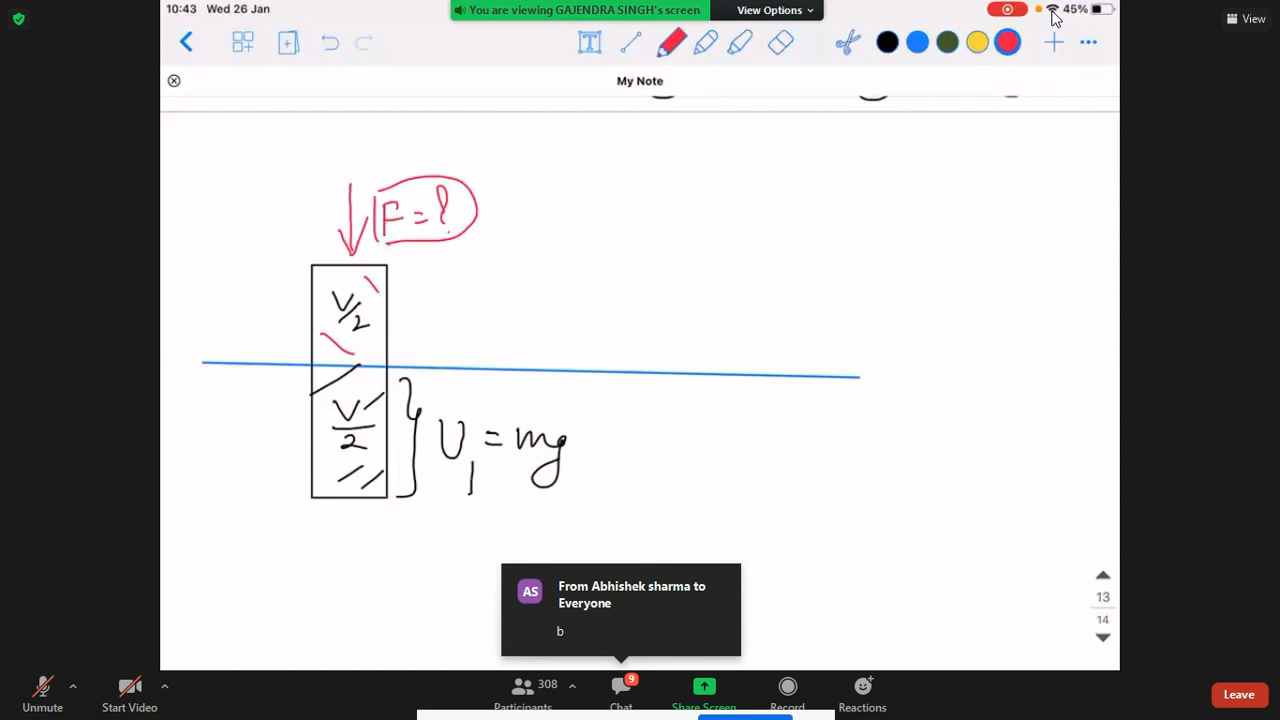 10:43 Wed 26 Jan
You are viewing GAJENDRA SINGH's screen
View Options
45%
View
T
My Note
F = ?
V/2
V/2
U1 = mg
AS
From Abhishek sharma to
Everyone
b
13
14
308
9
Unmute
Start Video
Participants
Chat
Share Screen
Record
Reactions
Leave